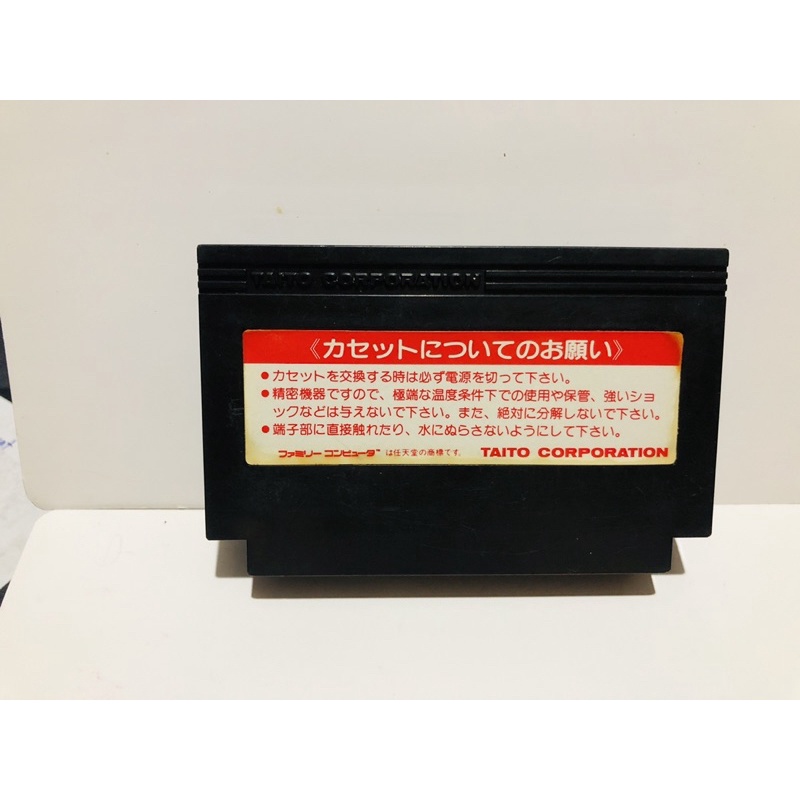 TAITO CORPORATION
《カセットについてのお願い》
●カセットを交換する時は必ず電源を切って下さい。
●精密機器ですので、極端な温度条件下での使用や保管、強いショ
ックなどは与えないで下さい。また、絶対に分解しないで下さい。
●端子部に直接触れたり、水にぬらさないようにして下さい。
ファミリーコンピュータ™は任天堂の商標です。 TAITO CORPORATION